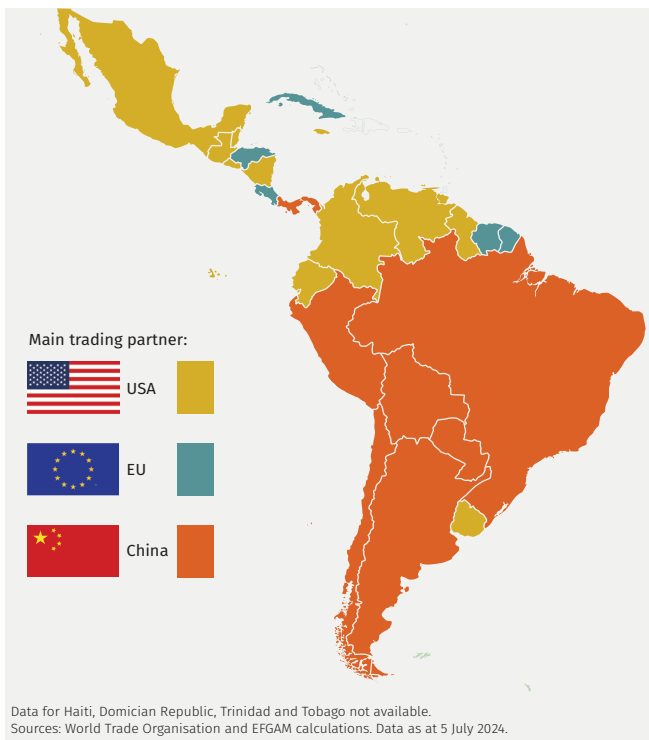 Main trading partner:
USA
EU
China
Data for Haiti, Domician Republic, Trinidad and Tobago not available.
Sources: World Trade Organisation and EFGAM calculations. Data as at 5 July 2024.